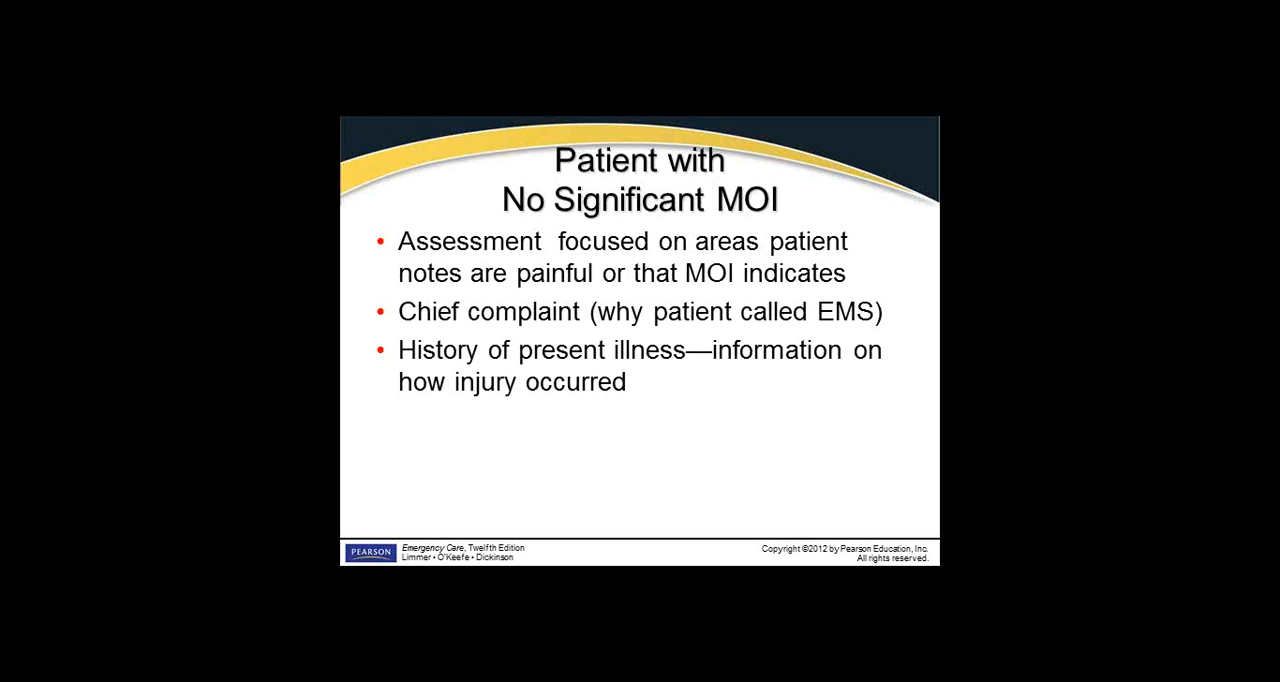 Patient with
No Significant MOI
• Assessment focused on areas patient
notes are painful or that MOI indicates
• Chief complaint (why patient called EMS)
• History of present illness—information on
how injury occurred
PEARSON
Emergency Care, Twelfth Edition
Limmer • O'Keefe • Dickinson
Copyright ©2012 by Pearson Education, Inc.
All rights reserved.